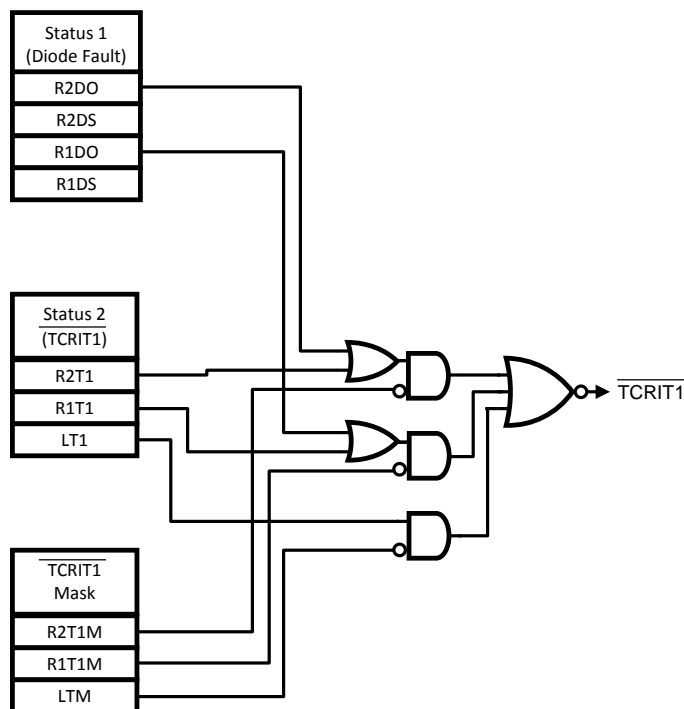 Status 1
(Diode Fault)
R2DO
R2DS
R1DO
R1DS
Status 2
(TCRIT1)
R2T1
R1T1
LT1
TCRIT1
TCRIT1
Mask
R2T1M
R1T1M
LTM